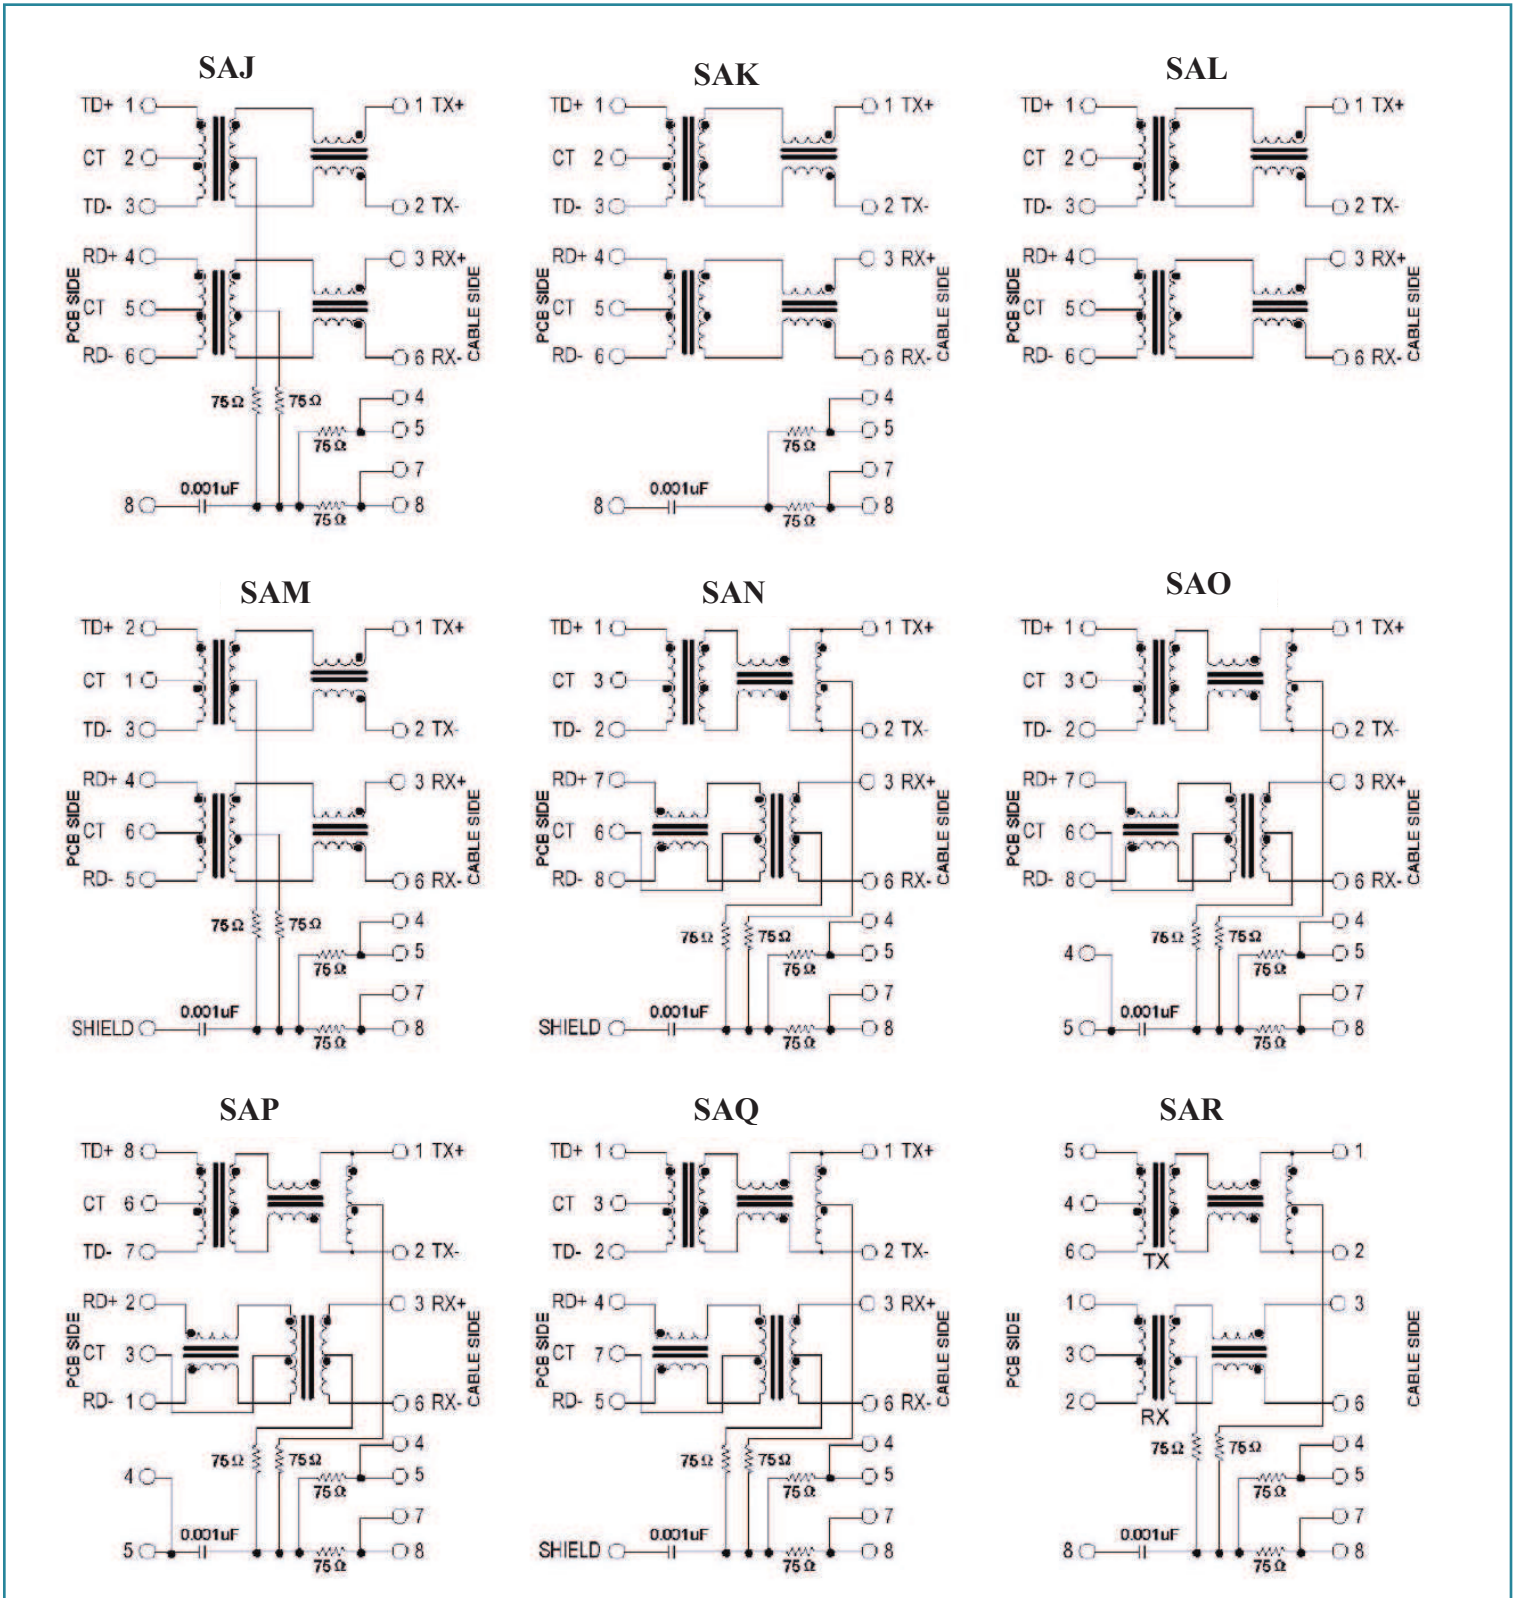 SAJ
TD+ 1
1 TX+
CT 2
TD- 3
2 TX-
RD+ 4
3 RX+
PCB SIDE
CT 5
CABLE SIDE
RD- 6
6 RX-
75Ω
75Ω
4
5
75Ω
7
0.001uF
8
8
75Ω
SAK
TD+ 1
1 TX+
CT 2
TD- 3
2 TX-
RD+ 4
3 RX+
PCB SIDE
CT 5
CABLE SIDE
RD- 6
6 RX-
4
5
75Ω
7
0.001uF
8
8
75Ω
SAL
TD+ 1
1 TX+
CT 2
TD- 3
2 TX-
RD+ 4
3 RX+
PCB SIDE
CT 5
CABLE SIDE
RD- 6
6 RX-
SAM
TD+ 2
1 TX+
CT 1
TD- 3
2 TX-
RD+ 4
3 RX+
PCB SIDE
CT 6
CABLE SIDE
RD- 5
6 RX-
75Ω
75Ω
4
5
75Ω
7
0.001uF
SHIELD
8
75Ω
SAN
TD+ 1
1 TX+
CT 3
TD- 2
2 TX-
RD+ 7
3 RX+
PCB SIDE
CT 6
CABLE SIDE
RD- 8
6 RX-
75Ω
75Ω
4
5
75Ω
7
0.001uF
SHIELD
8
75Ω
SAO
TD+ 1
1 TX+
CT 3
TD- 2
2 TX-
RD+ 7
3 RX+
PCB SIDE
CT 6
CABLE SIDE
RD- 8
6 RX-
75Ω
75Ω
4
4
5
75Ω
7
0.001uF
5
8
75Ω
SAP
TD+ 8
1 TX+
CT 6
TD- 7
2 TX-
RD+ 2
3 RX+
PCB SIDE
CT 3
CABLE SIDE
RD- 1
6 RX-
75Ω
75Ω
4
4
5
75Ω
7
0.001uF
5
8
75Ω
SAQ
TD+ 1
1 TX+
CT 3
TD- 2
2 TX-
RD+ 4
3 RX+
PCB SIDE
CT 7
CABLE SIDE
RD- 5
6 RX-
75Ω
75Ω
4
5
75Ω
7
0.001uF
SHIELD
8
75Ω
SAR
5
1
4
6
2
TX
1
3
PCB SIDE
3
CABLE SIDE
2
6
RX
75Ω
75Ω
4
5
75Ω
7
0.001uF
8
8
75Ω